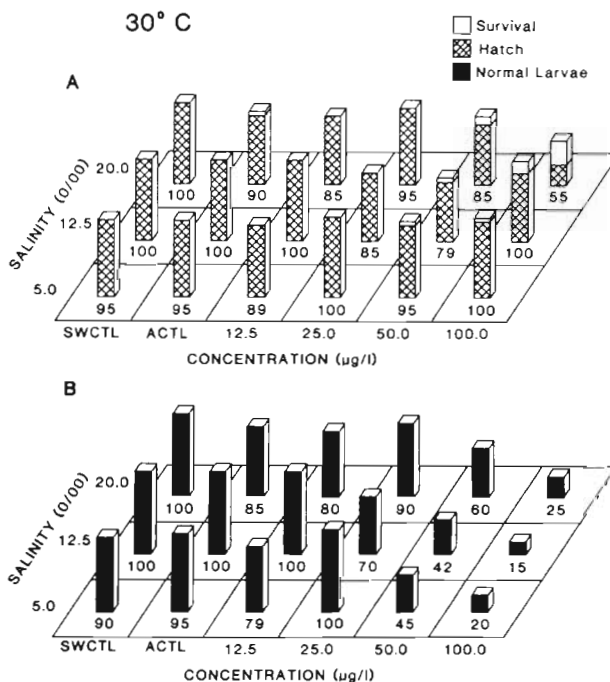 30° C
Survival
Hatch
Normal Larvae
A
SALINITY (0/00)
20.0
100 90 85 95 85 55
12.5
100 100 100 85 79 100
5.0
95 95 89 100 95 100
SWCTL ACTL 12.5 25.0 50.0 100.0
CONCENTRATION (µg/l)
B
SALINITY (0/00)
20.0
100 85 80 90 60 25
12.5
100 100 100 70 42 15
5.0
90 95 79 100 45 20
SWCTL ACTL 12.5 25.0 50.0 100.0
CONCENTRATION (µg/l)